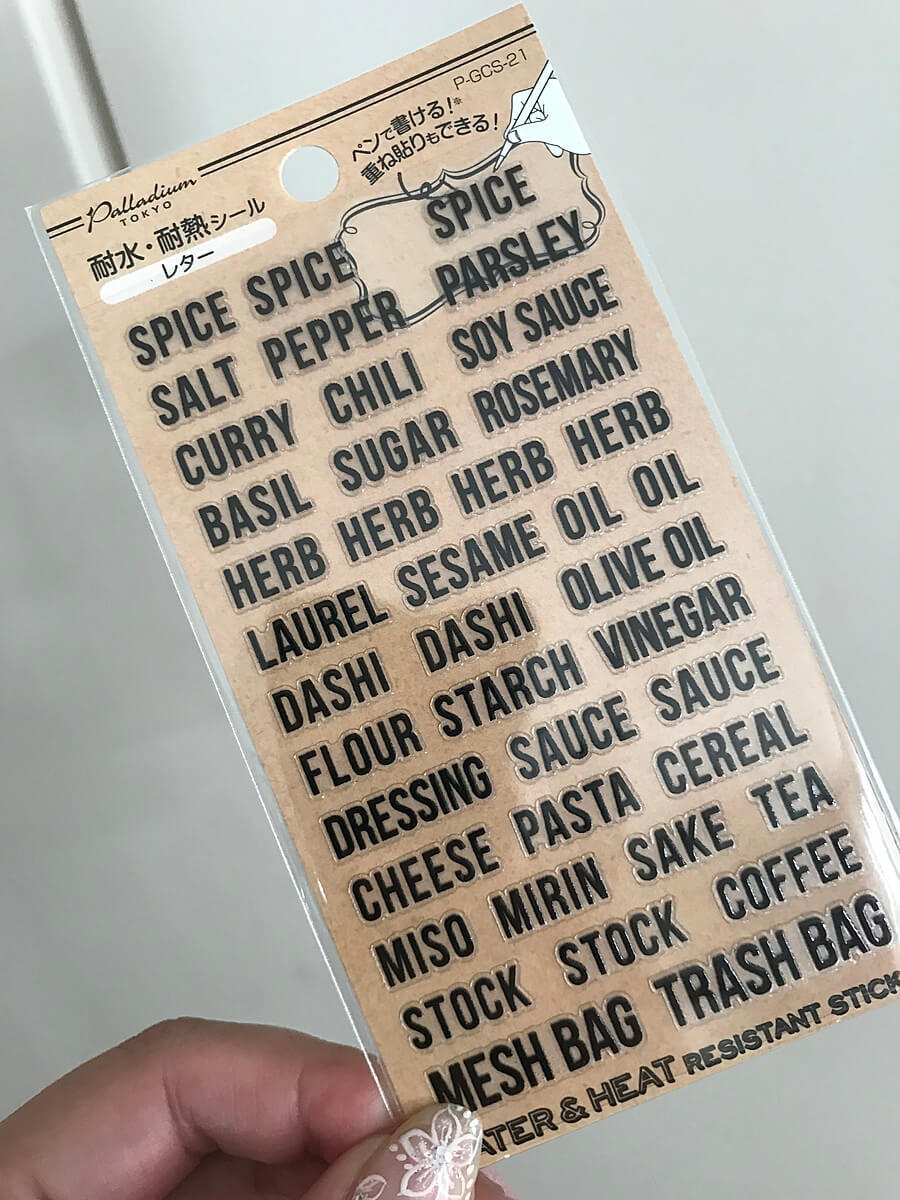 P-GCS-21
ペンで書ける!※
重ね貼りもできる!
Palladium
TOKYO
耐水・耐熱シール
レター
SPICE SPICE SPICE
SALT PEPPER PARSLEY
CURRY CHILI SOY SAUCE
BASIL SUGAR ROSEMARY
HERB HERB HERB HERB
LAUREL SESAME OIL OIL
DASHI DASHI OLIVE OIL
FLOUR STARCH VINEGAR
DRESSING SAUCE SAUCE
CHEESE PASTA CEREAL
MISO MIRIN SAKE TEA
STOCK STOCK COFFEE
MESH BAG TRASH BAG
ATER & HEAT RESISTANT STICK